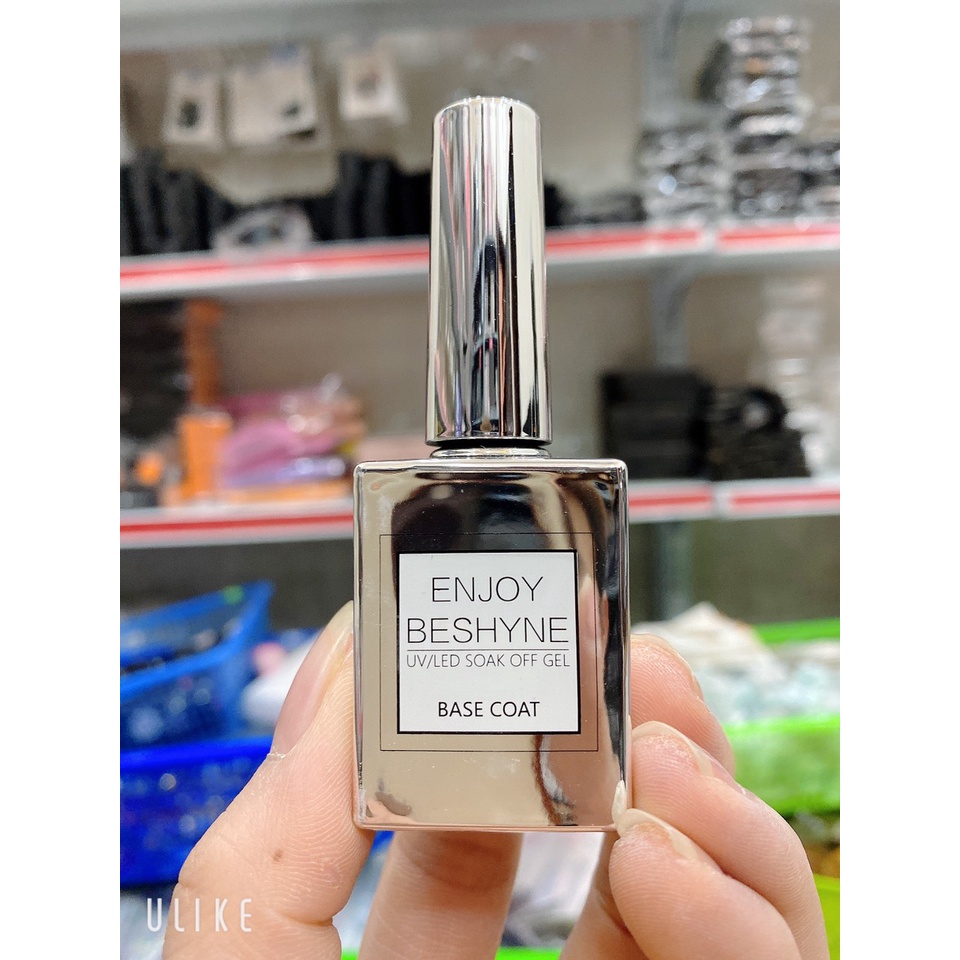 ENJOY
BESHYNE
UV/LED SOAK OFF GEL
BASE COAT
ULIKE